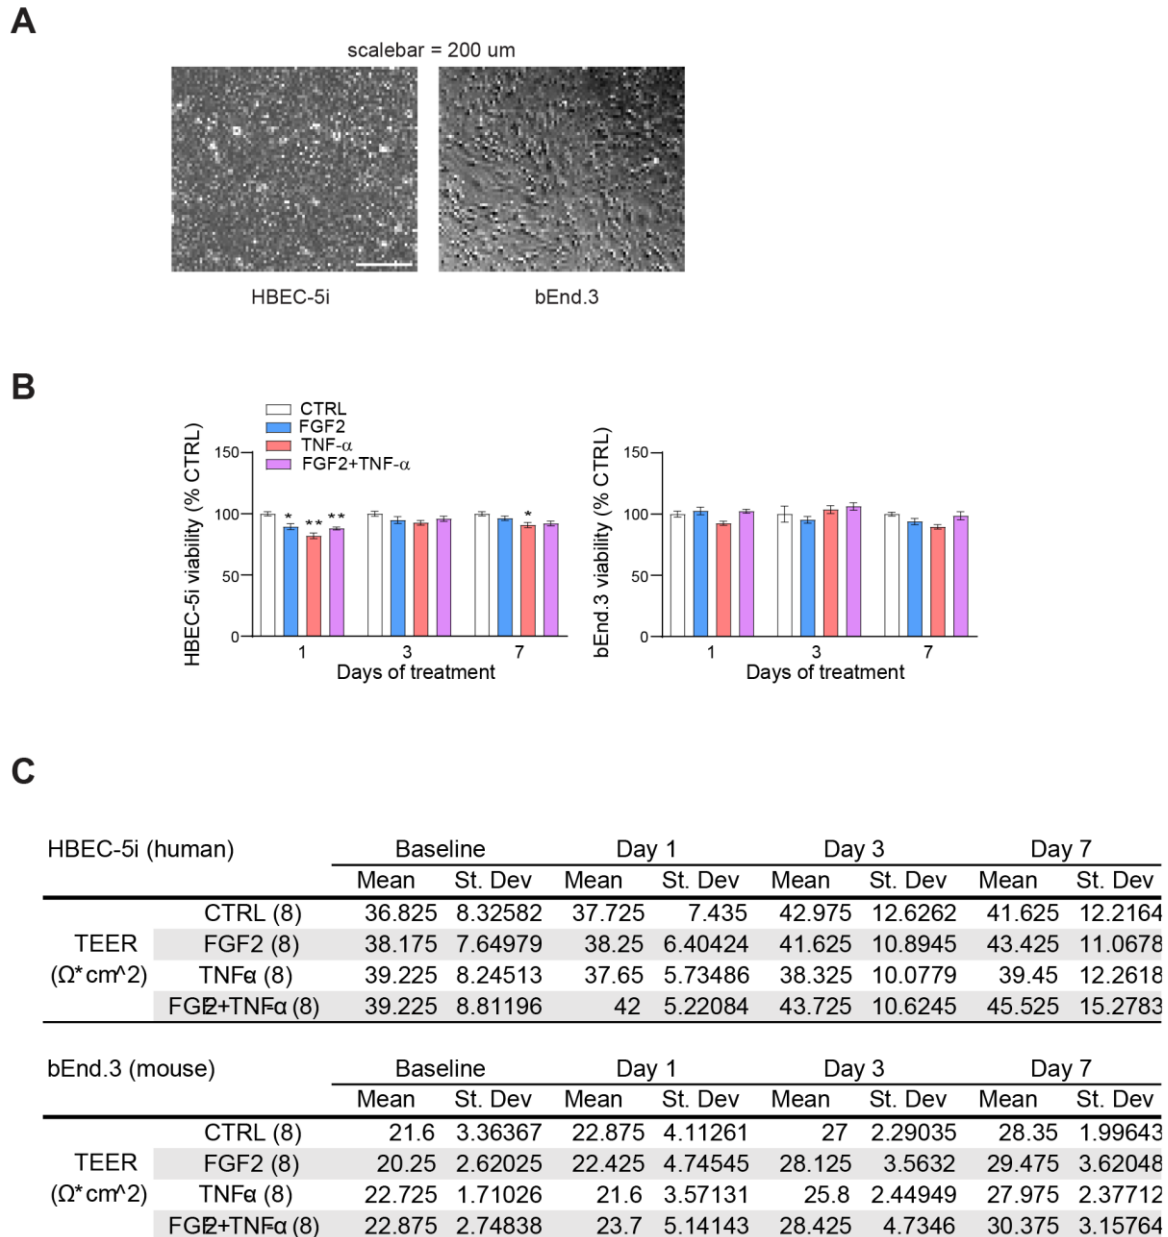 A
scalebar = 200 um
HBEC-5i
bEnd.3
B
CTRL
FGF2
TNF-α
FGF2+TNF-α
HBEC-5i viability (% CTRL)
150
100
50
0
* ** **
*
1 3 7
Days of treatment
bEnd.3 viability (% CTRL)
150
100
50
0
1 3 7
Days of treatment
C
HBEC-5i (human) Baseline Day 1 Day 3 Day 7
Mean St. Dev Mean St. Dev Mean St. Dev Mean St. Dev
CTRL (8) 36.825 8.32582 37.725 7.435 42.975 12.6262 41.625 12.2164
TEER FGF2 (8) 38.175 7.64979 38.25 6.40424 41.625 10.8945 43.425 11.0678
(Ω*cm^2) TNF-α (8) 39.225 8.24513 37.65 5.73486 38.325 10.0779 39.45 12.2618
FGF2+TNF-α (8) 39.225 8.81196 42 5.22084 43.725 10.6245 45.525 15.2783
bEnd.3 (mouse) Baseline Day 1 Day 3 Day 7
Mean St. Dev Mean St. Dev Mean St. Dev Mean St. Dev
CTRL (8) 21.6 3.36367 22.875 4.11261 27 2.29035 28.35 1.99643
TEER FGF2 (8) 20.25 2.62025 22.425 4.74545 28.125 3.5632 29.475 3.62048
(Ω*cm^2) TNF-α (8) 22.725 1.71026 21.6 3.57131 25.8 2.44949 27.975 2.37712
FGF2+TNF-α (8) 22.875 2.74838 23.7 5.14143 28.425 4.7346 30.375 3.15764